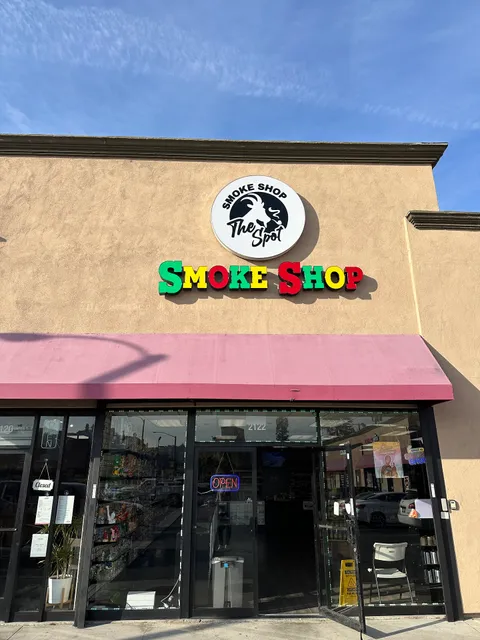 SMOKE SHOP
The Spot
SMOKE SHOP
2122
OPEN
Closed